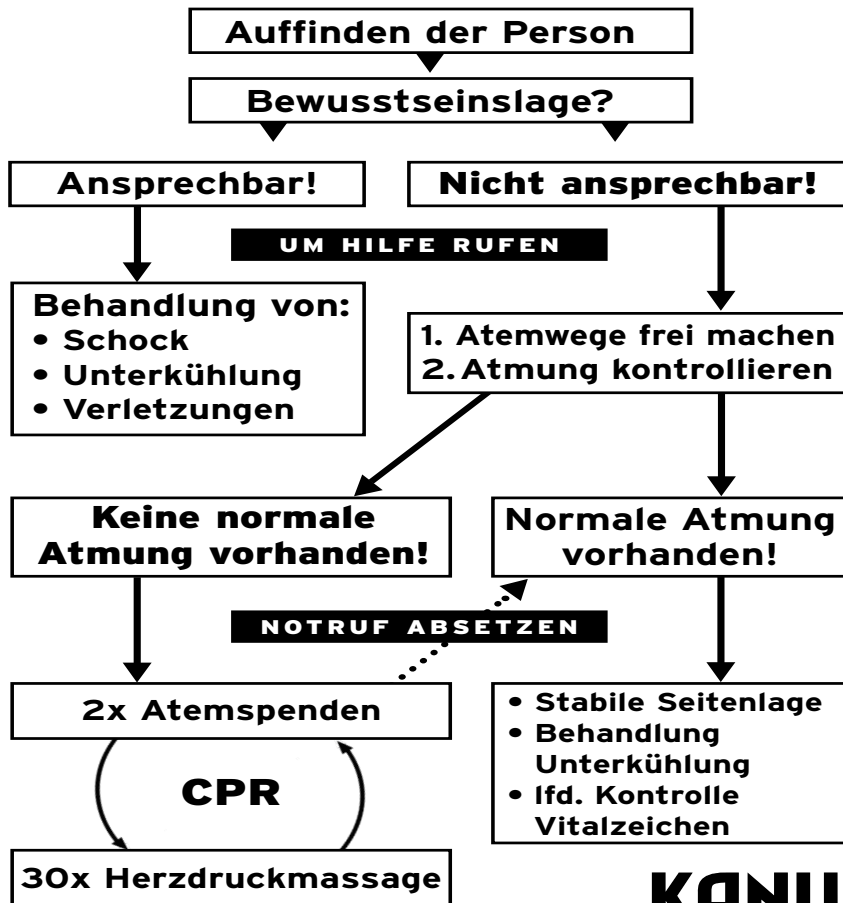 Auffinden der Person
Bewusstseinslage?
Ansprechbar!
Nicht ansprechbar!
UM HILFE RUFEN
Behandlung von:
• Schock
• Unterkühlung
• Verletzungen
1. Atemwege frei machen
2. Atmung kontrollieren
Keine normale
Atmung vorhanden!
Normale Atmung
vorhanden!
NOTRUF ABSETZEN
2x Atemspenden
CPR
30x Herzdruckmassage
• Stabile Seitenlage
• Behandlung
Unterkühlung
• lfd. Kontrolle
Vitalzeichen
KANU